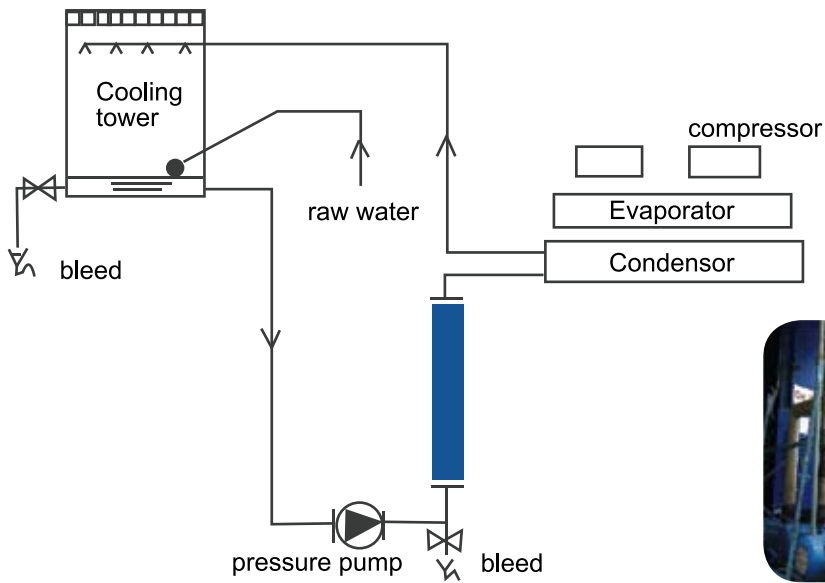 Cooling
tower
compressor
raw water
Evaporator
bleed
Condensor
pressure pump
bleed